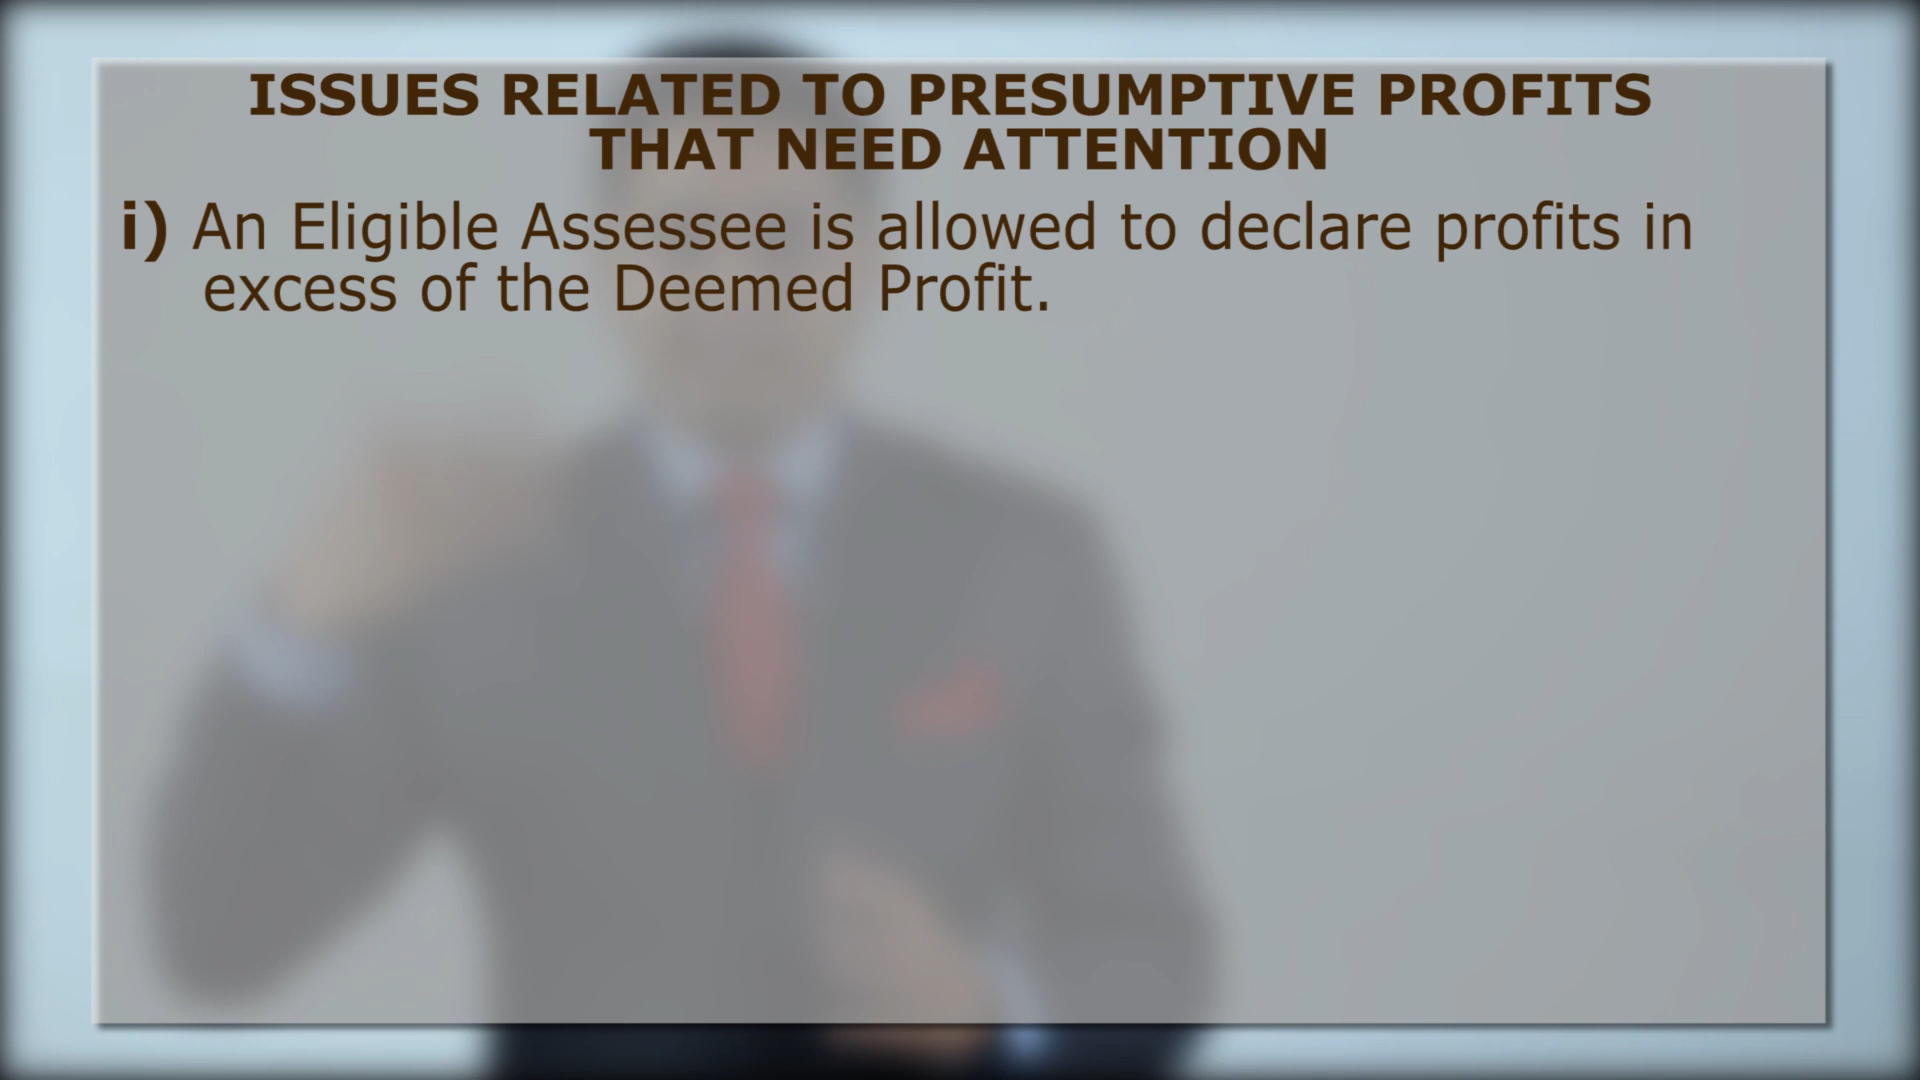 ISSUES RELATED TO PRESUMPTIVE PROFITS
THAT NEED ATTENTION
i) An Eligible Assessee is allowed to declare profits in
excess of the Deemed Profit.